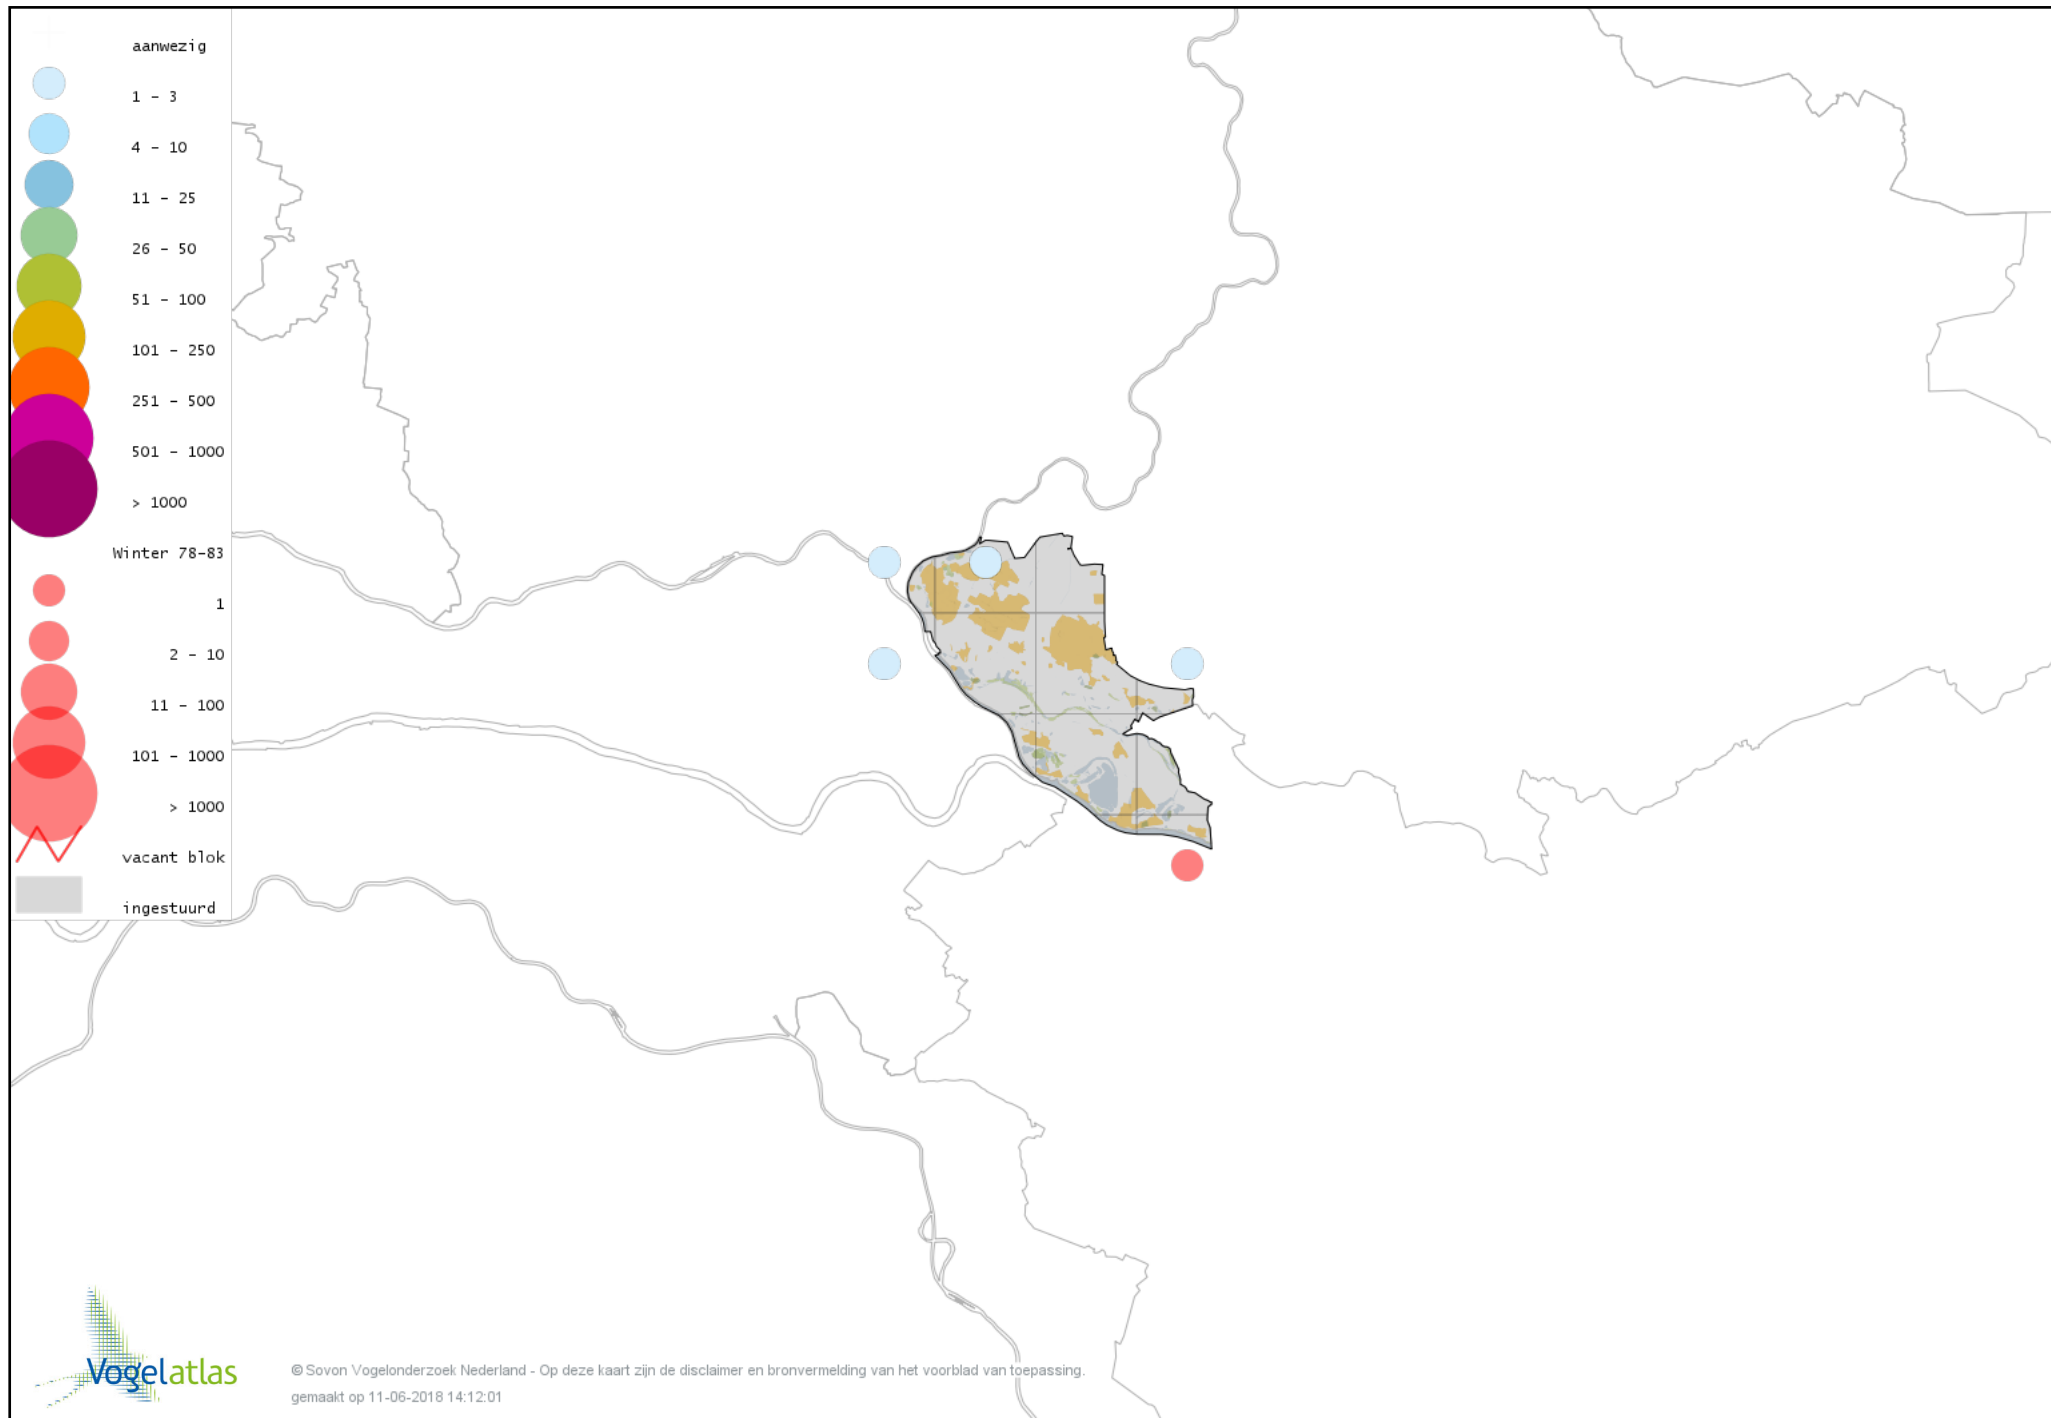 aanwezig
1 - 3
4 - 10
11 - 25
26 - 50
51 - 100
101 - 250
251 - 500
501 - 1000
> 1000
Winter 78-83
1
2 - 10
11 - 100
101 - 1000
> 1000
vacant blok
ingestuurd
Vogelatlas
© Sovon Vogelonderzoek Nederland - Op deze kaart zijn de disclaimer en bronvermelding van het voorblad van toepassing.
gemaakt op 11-06-2018 14:12:01